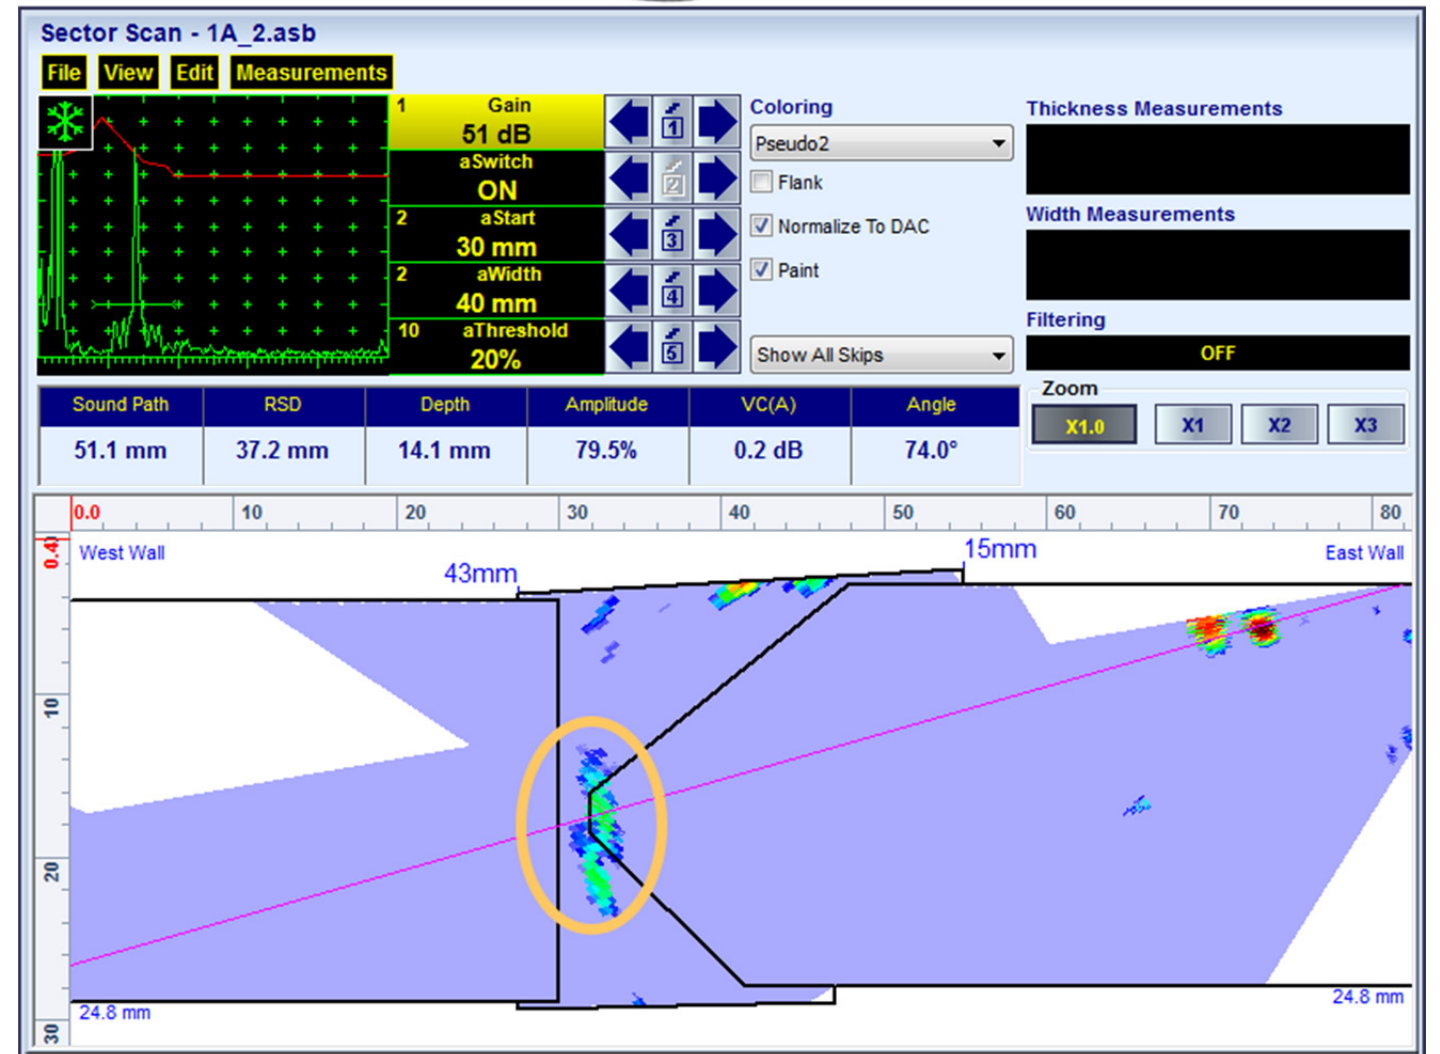 Sector Scan - 1A_2.asb
File View Edit Measurements
1 Gain
51 dB
1
aSwitch
ON
2
2 aStart
30 mm
3
2 aWidth
40 mm
4
10 aThreshold
20%
5
Coloring
Pseudo2
Flank
Normalize To DAC
Paint
Show All Skips
Thickness Measurements
Width Measurements
Filtering
OFF
Zoom
X1.0 X1 X2 X3
Sound Path RSD Depth Amplitude VC(A) Angle
51.1 mm 37.2 mm 14.1 mm 79.5% 0.2 dB 74.0°
0.0 10 20 30 40 50 60 70 80
0.4)
West Wall
43mm
15mm
East Wall
10
20
30
24.8 mm
24.8 mm